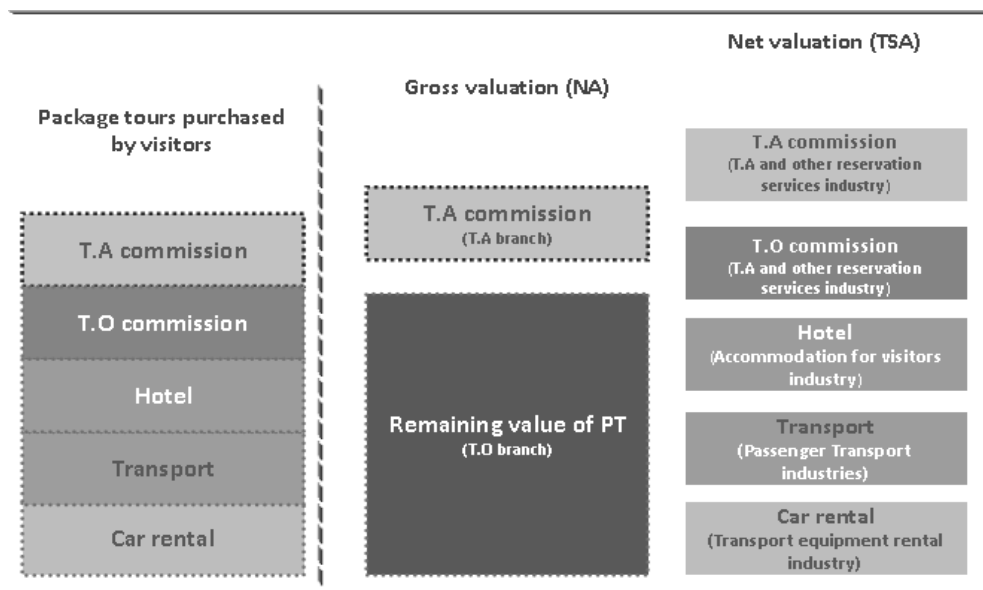 Package tours purchased
by visitors
T.A commission
T.O commission
Hotel
Transport
Car rental
Gross valuation (NA)
T.A commission
(T.A branch)
Remaining value of PT
(T.O branch)
Net valuation (TSA)
T.A commission
(T.A and other reservation
services industry)
T.O commission
(T.A and other reservation
services industry)
Hotel
(Accommodation for visitors
industry)
Transport
(Passenger Transport
industries)
Car rental
(Transport equipment rental
industry)